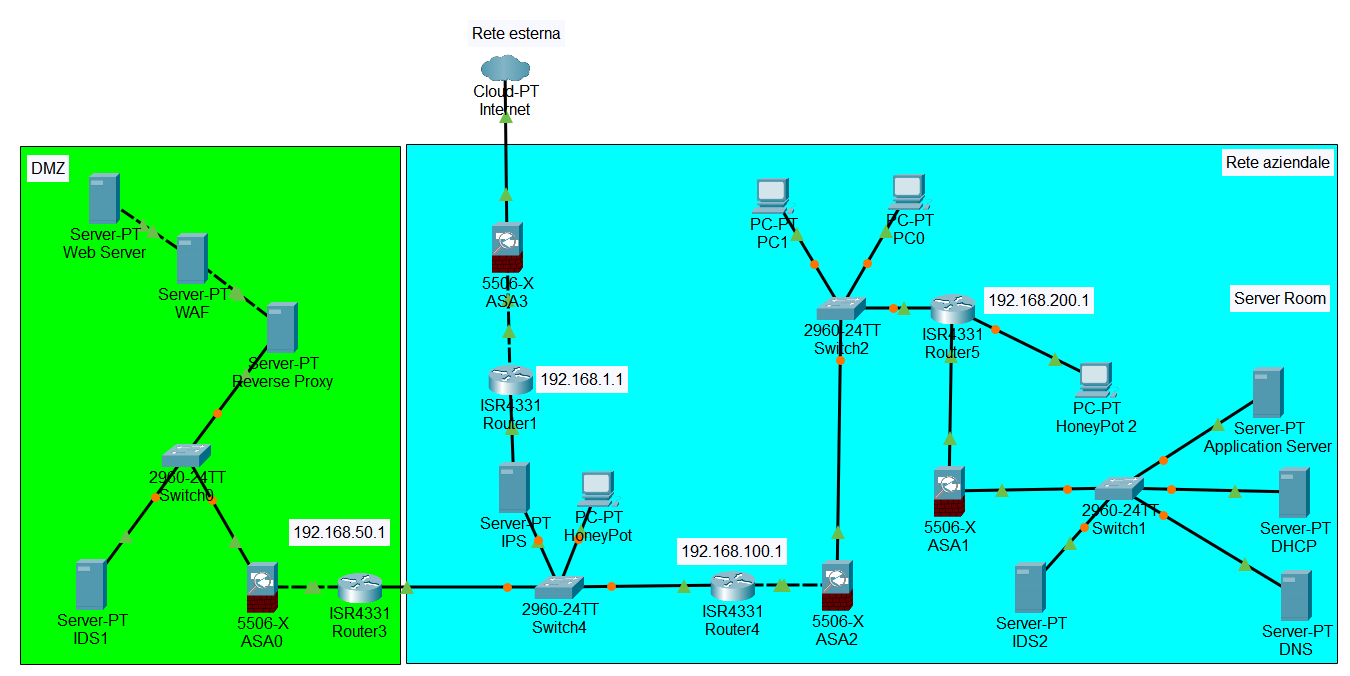 Rete esterna
Cloud-PT
Internet
DMZ
Server-PT
Web Server
Server-PT
WAF
Server-PT
Reverse Proxy
2960-24TT
Switch0
Server-PT
IDS1
192.168.50.1
5506-X
ASA0
ISR4331
Router3
Rete aziendale
5506-X
ASA3
192.168.1.1
ISR4331
Router1
Server-PT
IPS
PC-PT
HoneyPot
2960-24TT
Switch4
192.168.100.1
ISR4331
Router4
5506-X
ASA2
PC-PT
PC1
PC-PT
PC0
2960-24TT
Switch2
192.168.200.1
ISR4331
Router5
PC-PT
HoneyPot 2
Server Room
5506-X
ASA1
2960-24TT
Switch1
Server-PT
Application Server
Server-PT
DHCP
Server-PT
IDS2
Server-PT
DNS